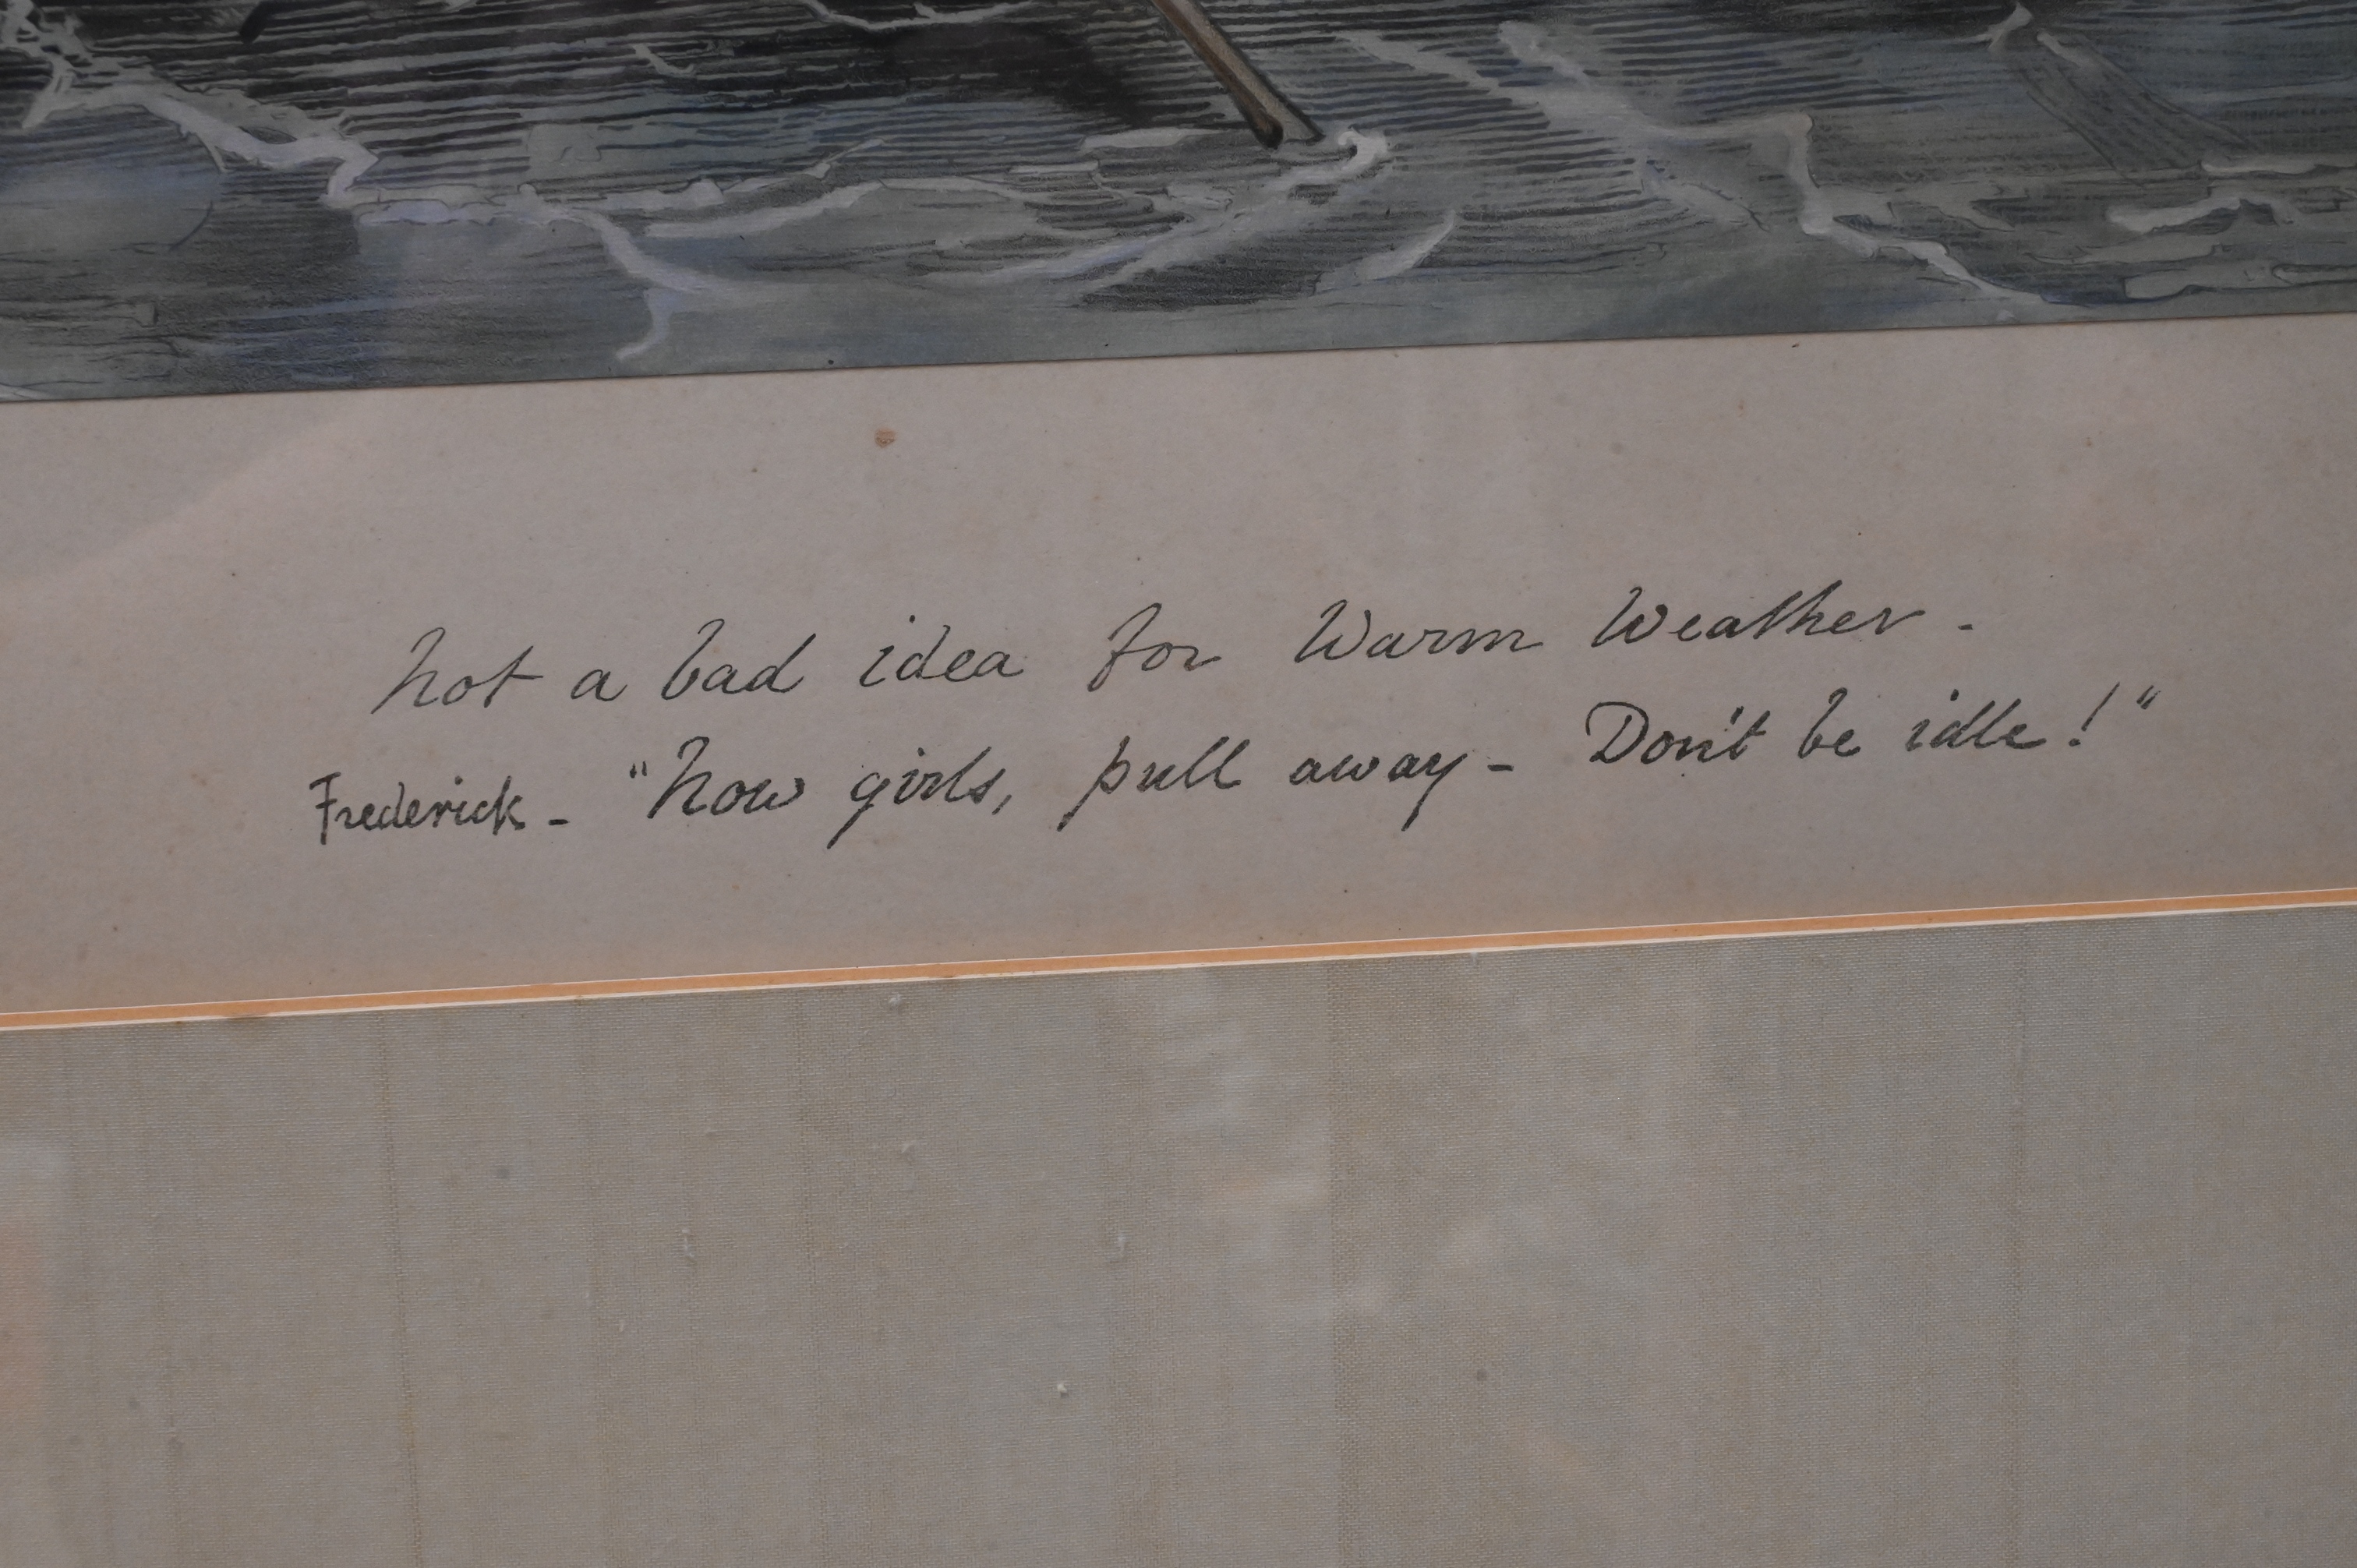 Not a bad idea for Warm Weather -
Frederick - "Now girls, pull away - Don't be idle!"